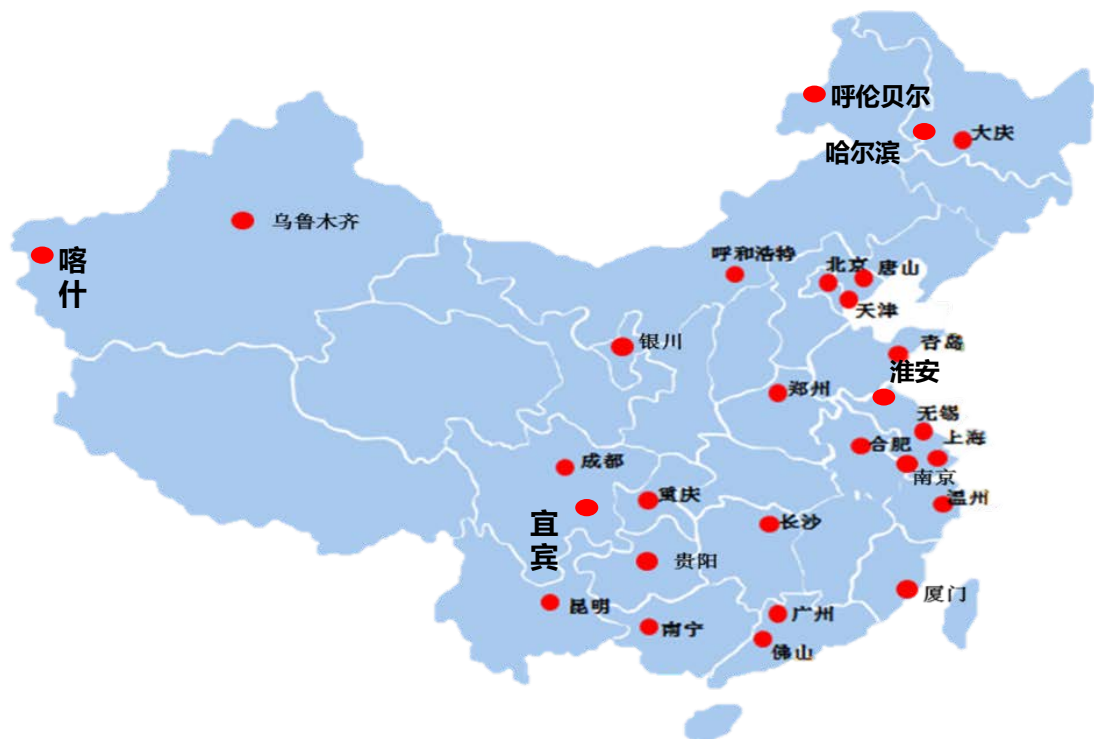 呼伦贝尔
大庆
哈尔滨
乌鲁木齐
喀什
呼和浩特
北京
唐山
天津
银川
青岛
淮安
郑州
无锡
合肥
上海
南京
成都
重庆
温州
宜宾
长沙
贵阳
厦门
昆明
南宁
广州
佛山